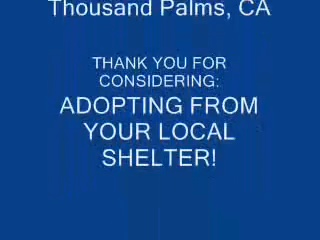 Thousand Palms, CA
THANK YOU FOR
CONSIDERING:
ADOPTING FROM
YOUR LOCAL
SHELTER!